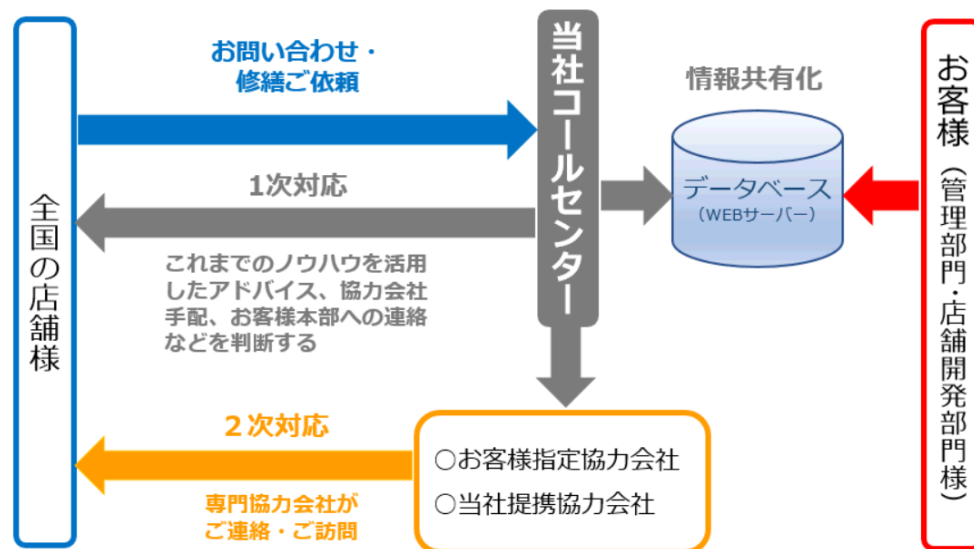 全国の店舗様
お問い合わせ・
修繕ご依頼
1次対応
これまでのノウハウを活用
したアドバイス、協力会社
手配、お客様本部への連絡
などを判断する
２次対応
専門協力会社が
ご連絡・ご訪問
当社コールセンター
○お客様指定協力会社
○当社提携協力会社
情報共有化
データベース
（WEBサーバー）
お客様（管理部門・店舗開発部門様）